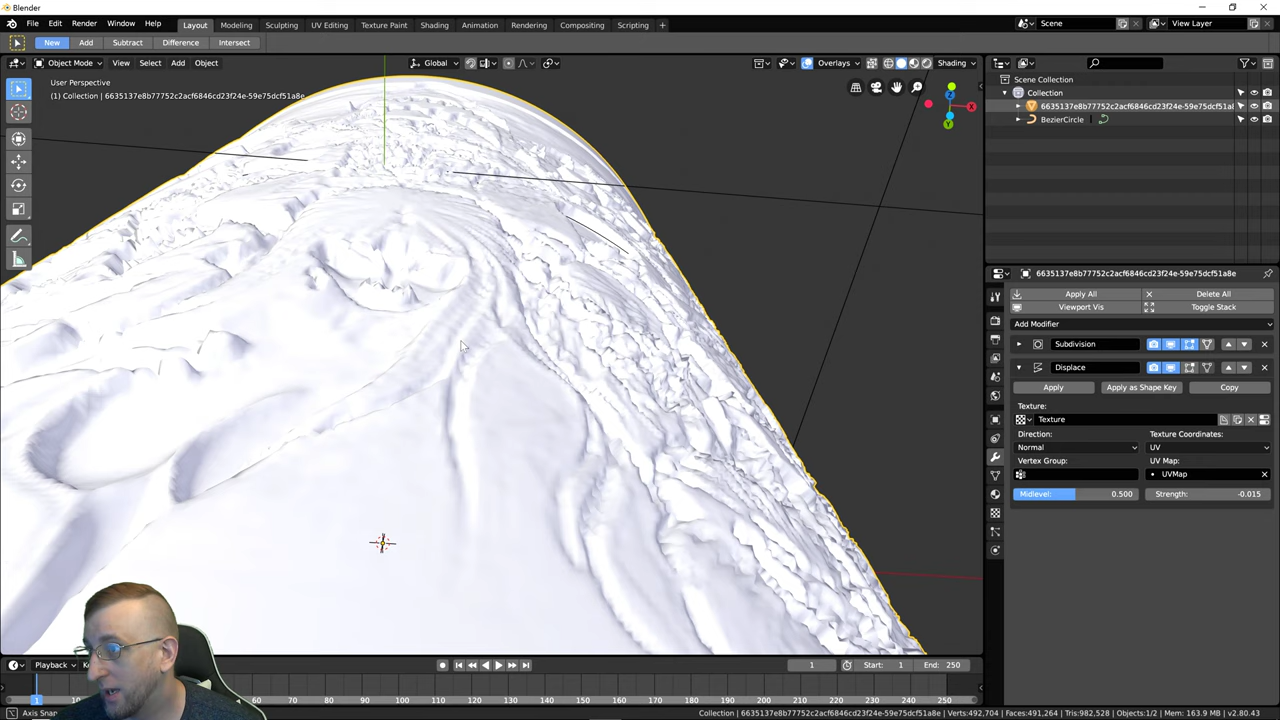 Blender
File Edit Render Window Help
Layout Modeling Sculpting UV Editing Texture Paint Shading Animation Rendering Compositing Scripting +
Scene
View Layer
New Add Subtract Difference Intersect
Object Mode View Select Add Object
Global
Overlays
Shading
User Perspective
(1) Collection | 6635137e8b77752c2acf6846cd23f24e-59e75dcf51a8e
X
Z
Y
Scene Collection
Collection
6635137e8b77752c2acf6846cd23f24e-59e75dcf51a8
BezierCircle
6635137e8b77752c2acf6846cd23f24e-59e75dcf51a8e
Apply All
Delete All
Viewport Vis
Toggle Stack
Add Modifier
Subdivision
Displace
Apply
Apply as Shape Key
Copy
Texture:
Texture
Direction:
Texture Coordinates:
Normal
UV
Vertex Group:
UV Map:
UVMap
Midlevel: 0.500
Strength: -0.015
Playback
1
Start: 1
End: 250
1 10 60 70 80 90 100 110 120 130 140 150 160 170 180 190 200 210 220 230 240 250
Axis Snap
Collection | 6635137e8b77752c2acf6846cd23f24e-59e75dcf51a8e | Verts:492,704 | Faces:491,264 | Tris:982,528 | Objects:1/2 | Mem: 163.9 MB | v2.80.43